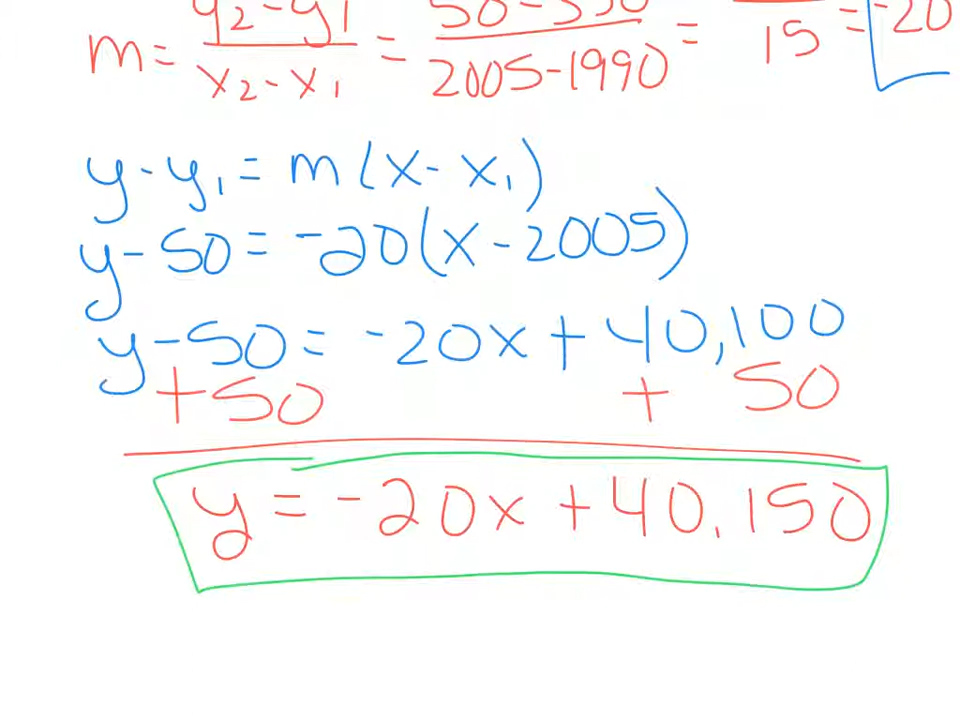 m = y2 - y1 / x2 - x1 = 50 - 350 / 2005 - 1990 = / 15 = -20
y - y1 = m(x - x1)
y - 50 = -20(x - 2005)
y - 50 = -20x + 40,100
+50 + 50
y = -20x + 40,150